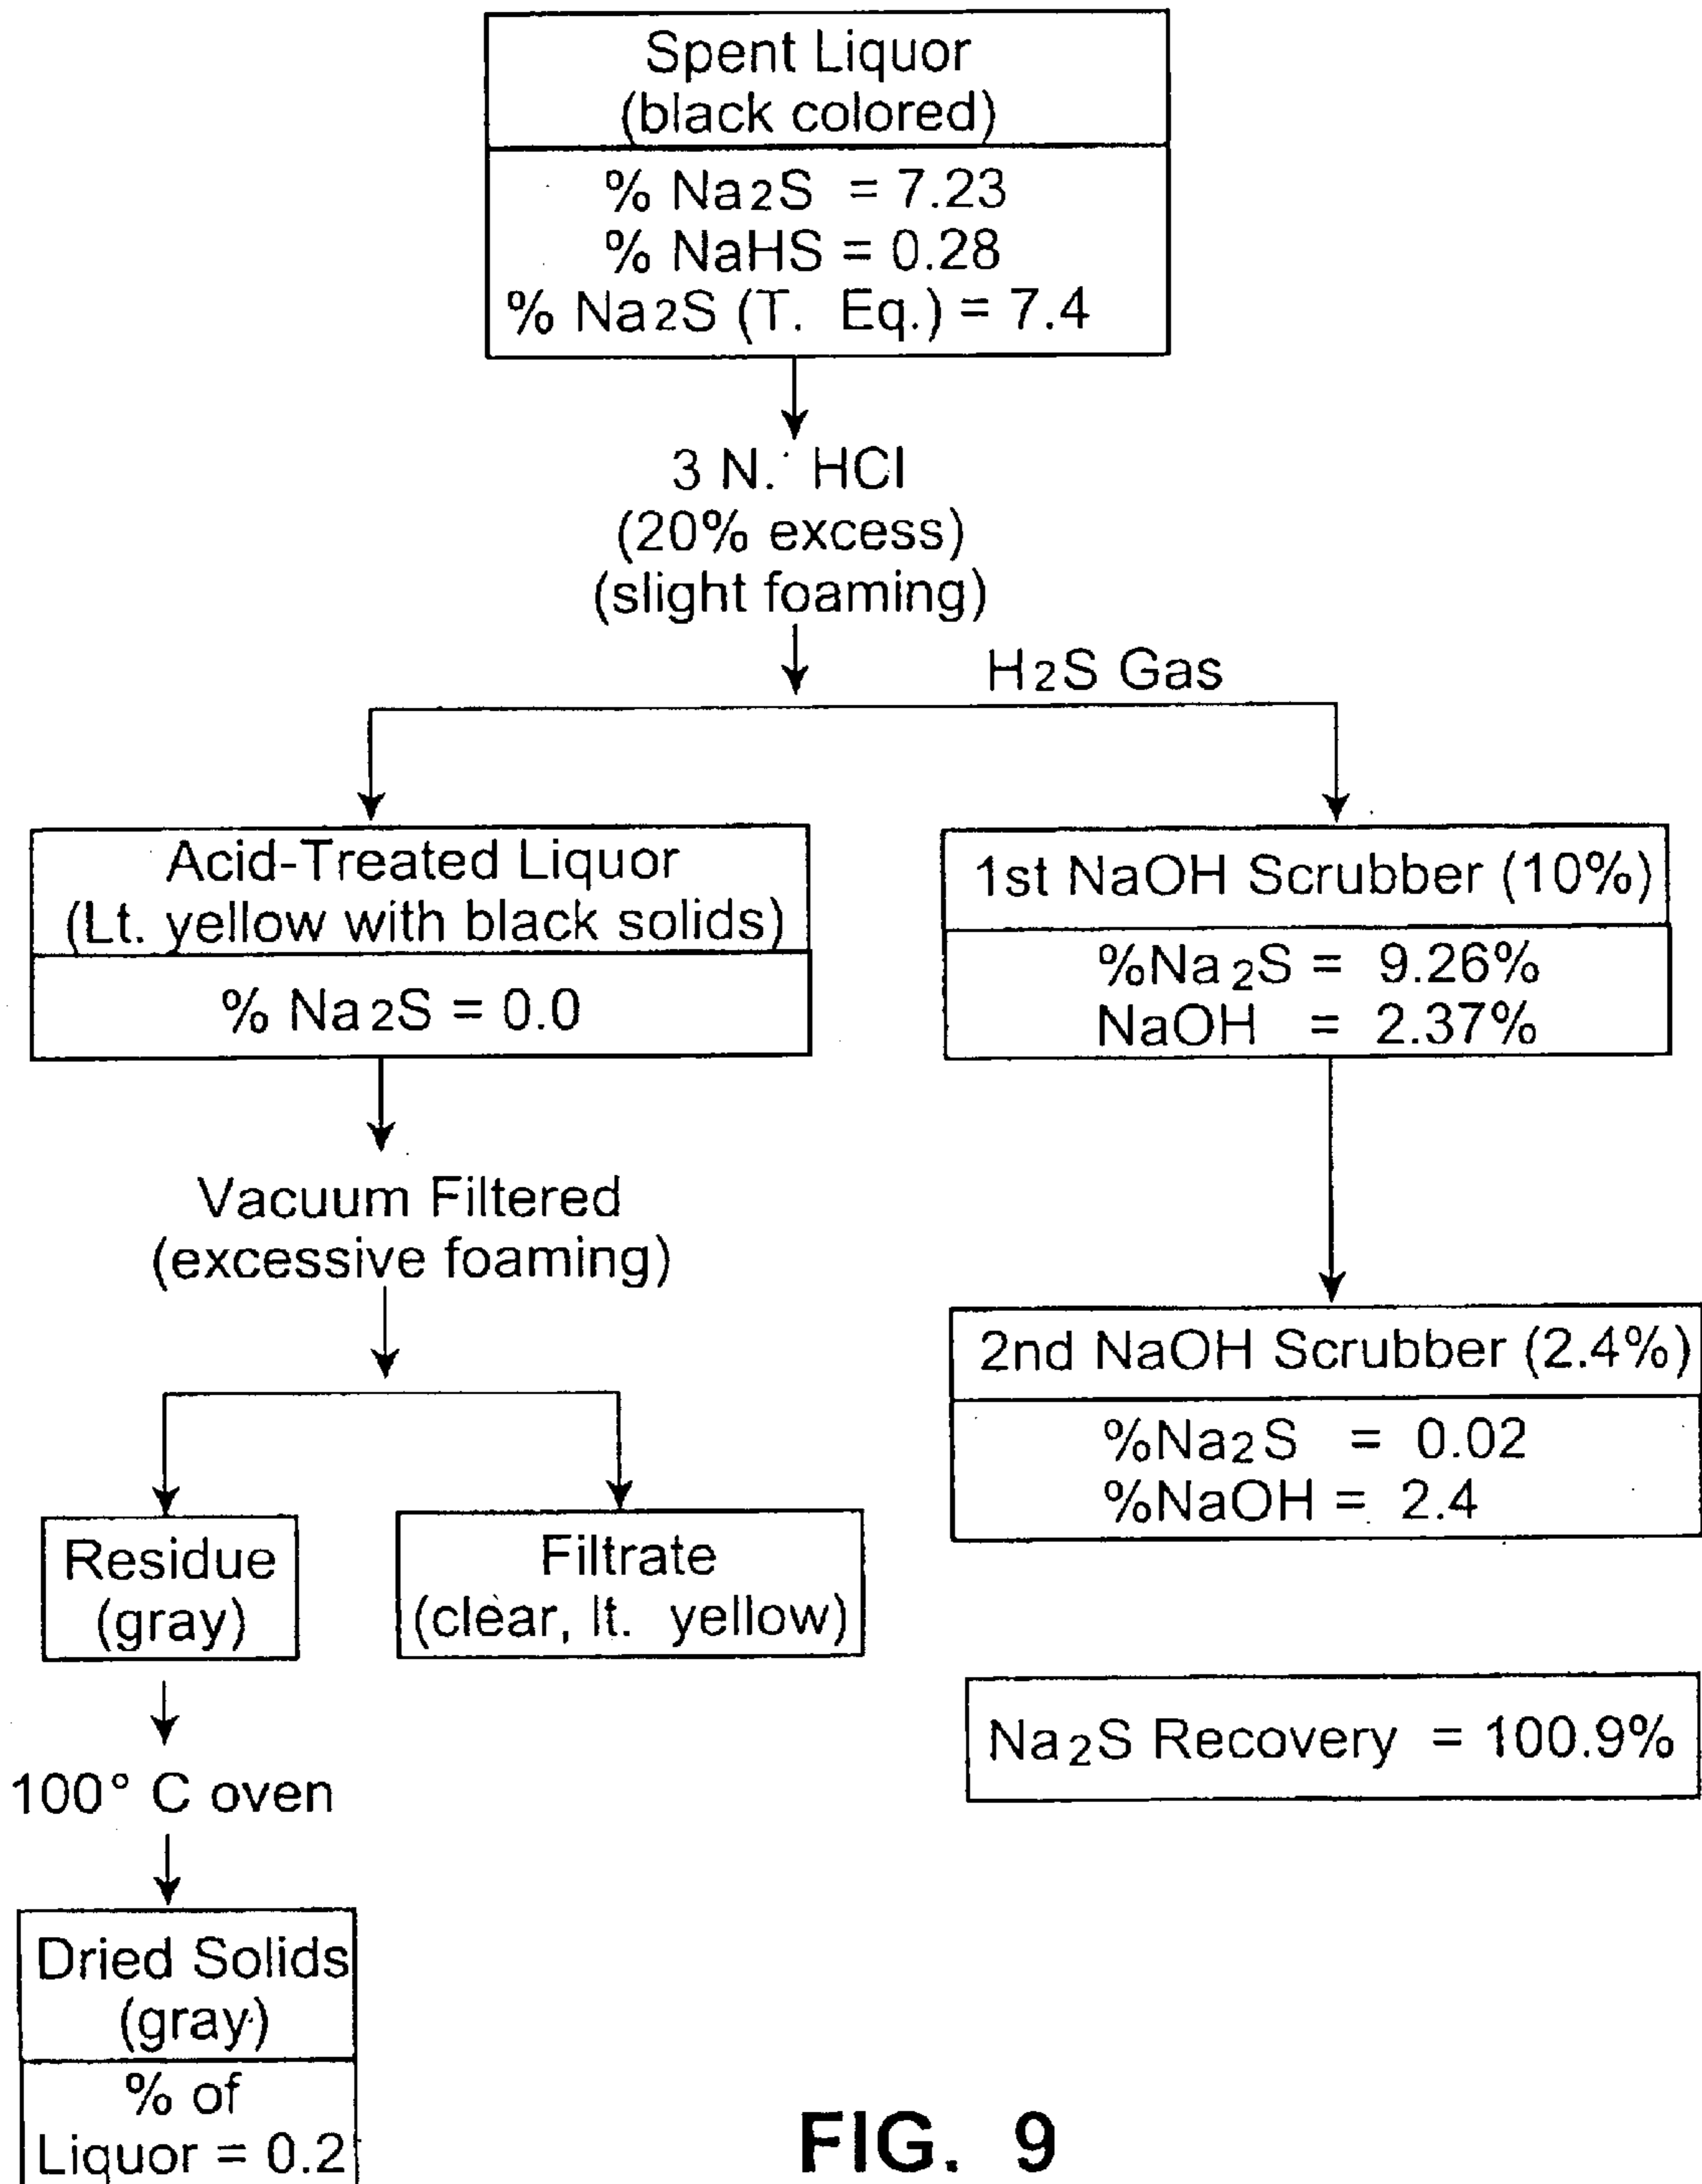 Spent Liquor
(black colored)
% Na2S = 7.23
% NaHS = 0.28
% Na2S (T. Eq.) = 7.4
3 N. HCl
(20% excess)
(slight foaming)
H2S Gas
Acid-Treated Liquor
(Lt. yellow with black solids)
% Na2S = 0.0
1st NaOH Scrubber (10%)
%Na2S = 9.26%
NaOH = 2.37%
Vacuum Filtered
(excessive foaming)
2nd NaOH Scrubber (2.4%)
%Na2S = 0.02
%NaOH = 2.4
Residue
(gray)
Filtrate
(clear, lt. yellow)
Na2S Recovery = 100.9%
100° C oven
Dried Solids
(gray)
% of
Liquor = 0.2
FIG. 9